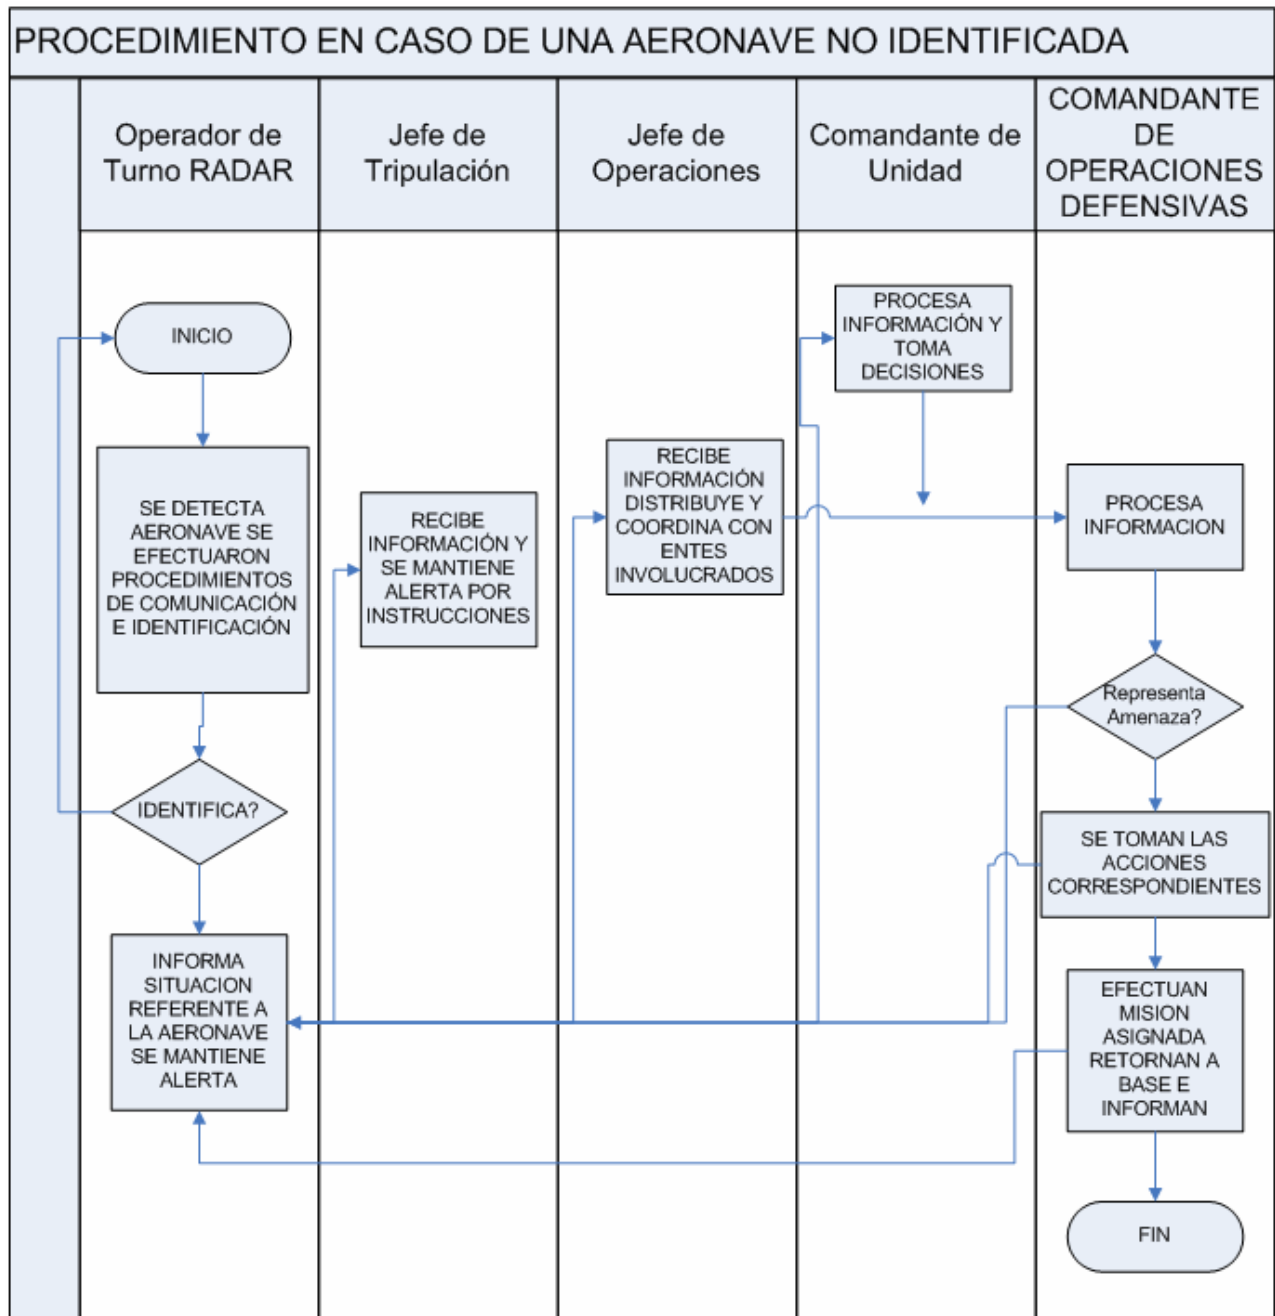 PROCEDIMIENTO EN CASO DE UNA AERONAVE NO IDENTIFICADA
Operador de
Turno RADAR
Jefe de
Tripulación
Jefe de
Operaciones
Comandante de
Unidad
COMANDANTE
DE
OPERACIONES
DEFENSIVAS
INICIO
SE DETECTA
AERONAVE SE
EFECTUARON
PROCEDIMIENTOS
DE COMUNICACIÓN
E IDENTIFICACIÓN
IDENTIFICA?
INFORMA
SITUACION
REFERENTE A
LA AERONAVE
SE MANTIENE
ALERTA
RECIBE
INFORMACIÓN Y
SE MANTIENE
ALERTA POR
INSTRUCCIONES
RECIBE
INFORMACIÓN
DISTRIBUYE Y
COORDINA CON
ENTES
INVOLUCRADOS
PROCESA
INFORMACIÓN Y
TOMA
DECISIONES
PROCESA
INFORMACION
Representa
Amenaza?
SE TOMAN LAS
ACCIONES
CORRESPONDIENTES
EFECTUAN
MISION
ASIGNADA
RETORNAN A
BASE E
INFORMAN
FIN